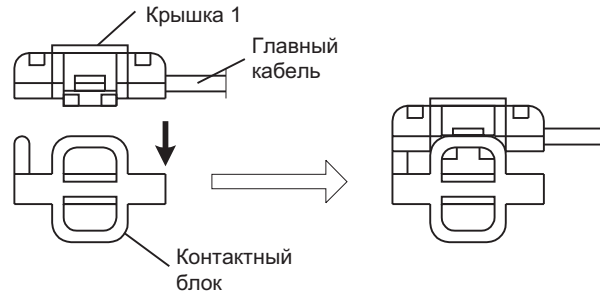 Крышка 1
Главный
кабель
Контактный
блок